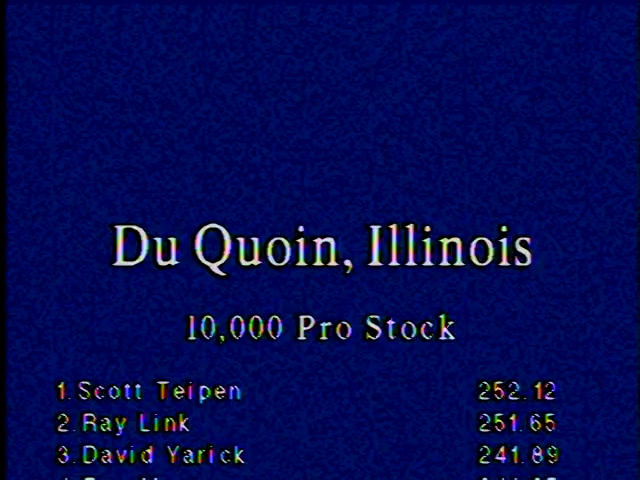 Du Quoin, Illinois
10,000 Pro Stock
1. Scott Teipen 252.12
2. Ray Link 251.65
3. David Yarick 241.89